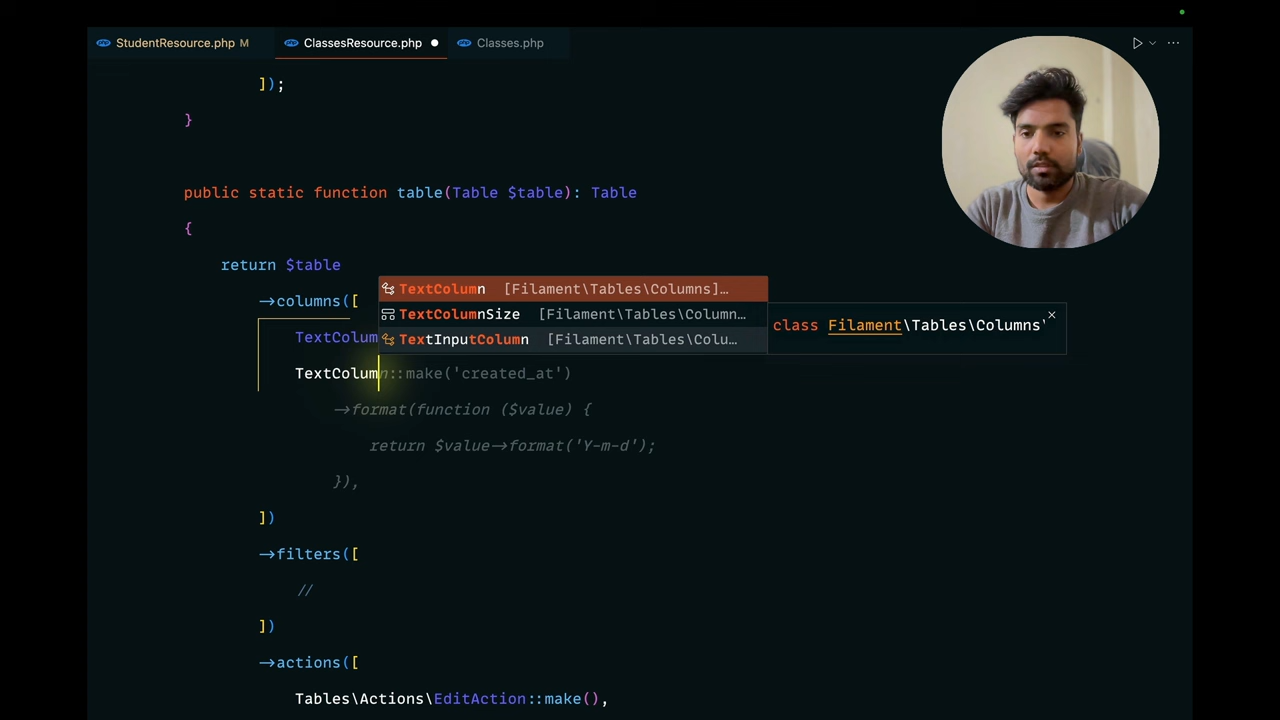 StudentResource.php M
ClassesResource.php
Classes.php
]);
}
public static function table(Table $table): Table
{
return $table
->columns([
TextColum
TextColumn::make('created_at')
->format(function ($value) {
return $value->format('Y-m-d');
}),
])
->filters([
//
])
->actions([
Tables\Actions\EditAction::make(),
TextColumn [Filament\Tables\Columns]…
TextColumnSize [Filament\Tables\Column…
TextInputColumn [Filament\Tables\Colu…
class Filament\Tables\Columns\